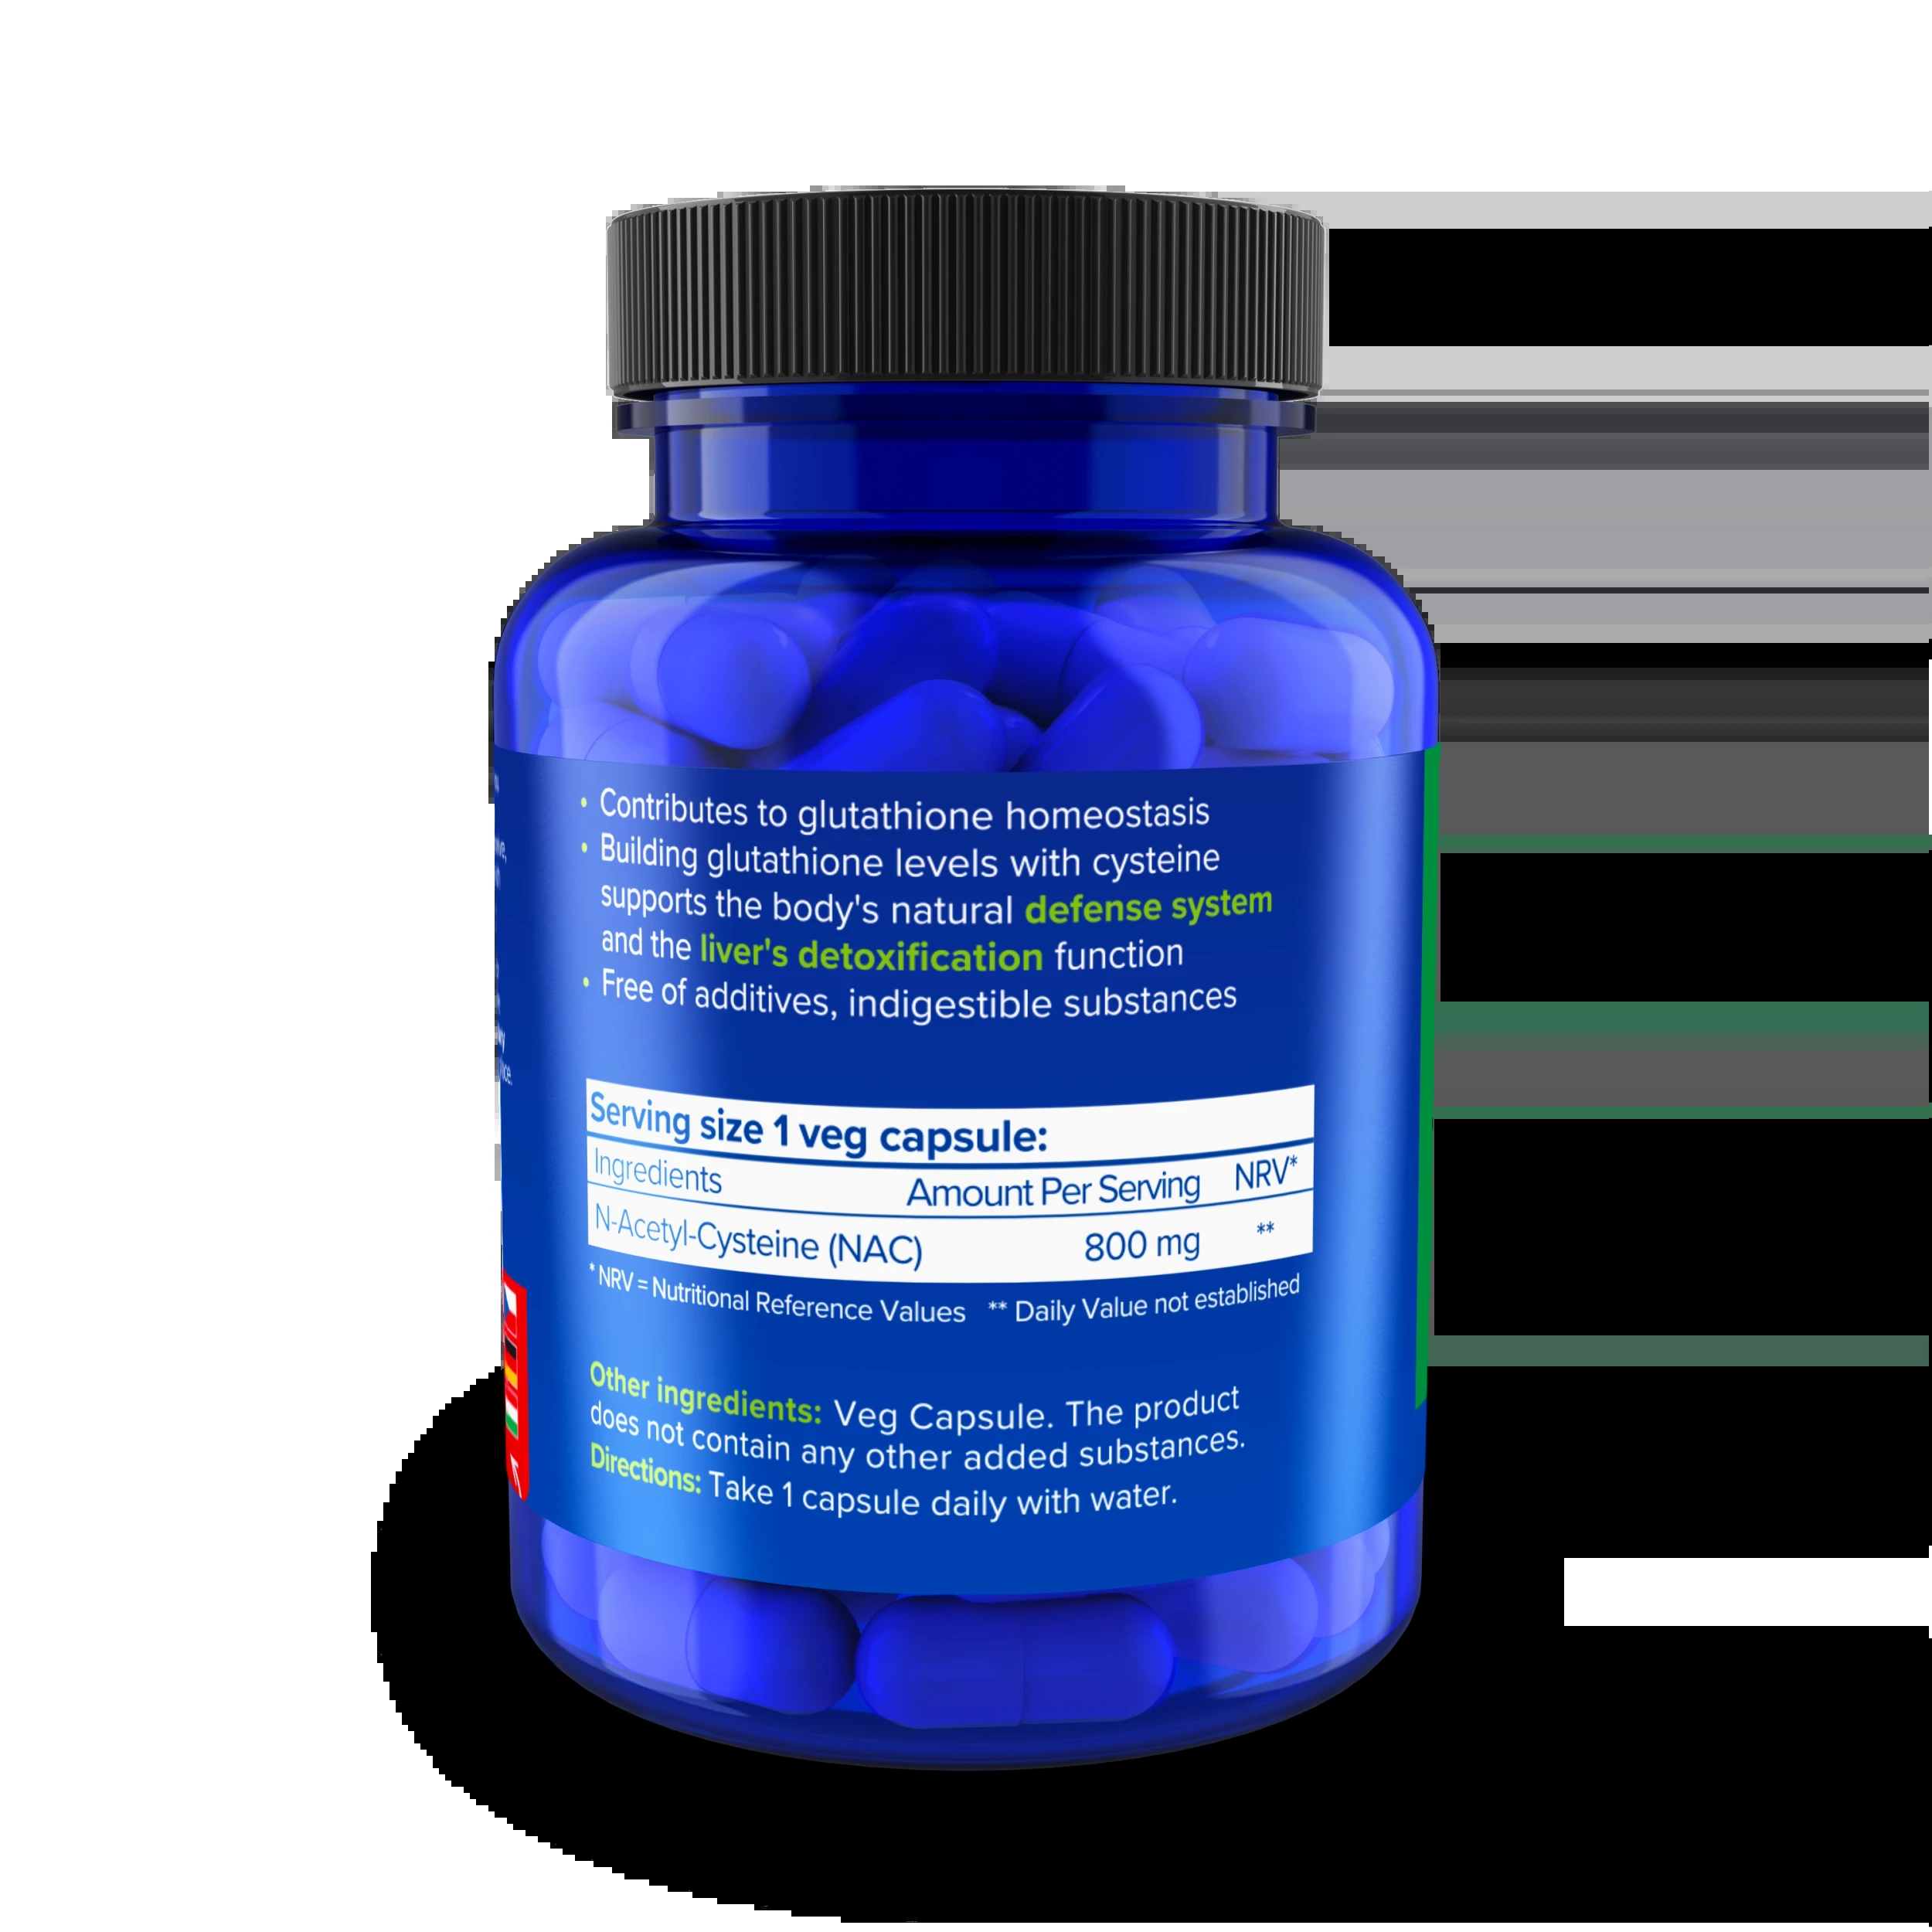 • Contributes to glutathione homeostasis
• Building glutathione levels with cysteine
supports the body's natural defense system
and the liver's detoxification function
• Free of additives, indigestible substances
Serving size 1 veg capsule:
Ingredients Amount Per Serving NRV*
N-Acetyl-Cysteine (NAC) 800 mg **
* NRV = Nutritional Reference Values ** Daily Value not established
Other ingredients: Veg Capsule. The product
does not contain any other added substances.
Directions: Take 1 capsule daily with water.